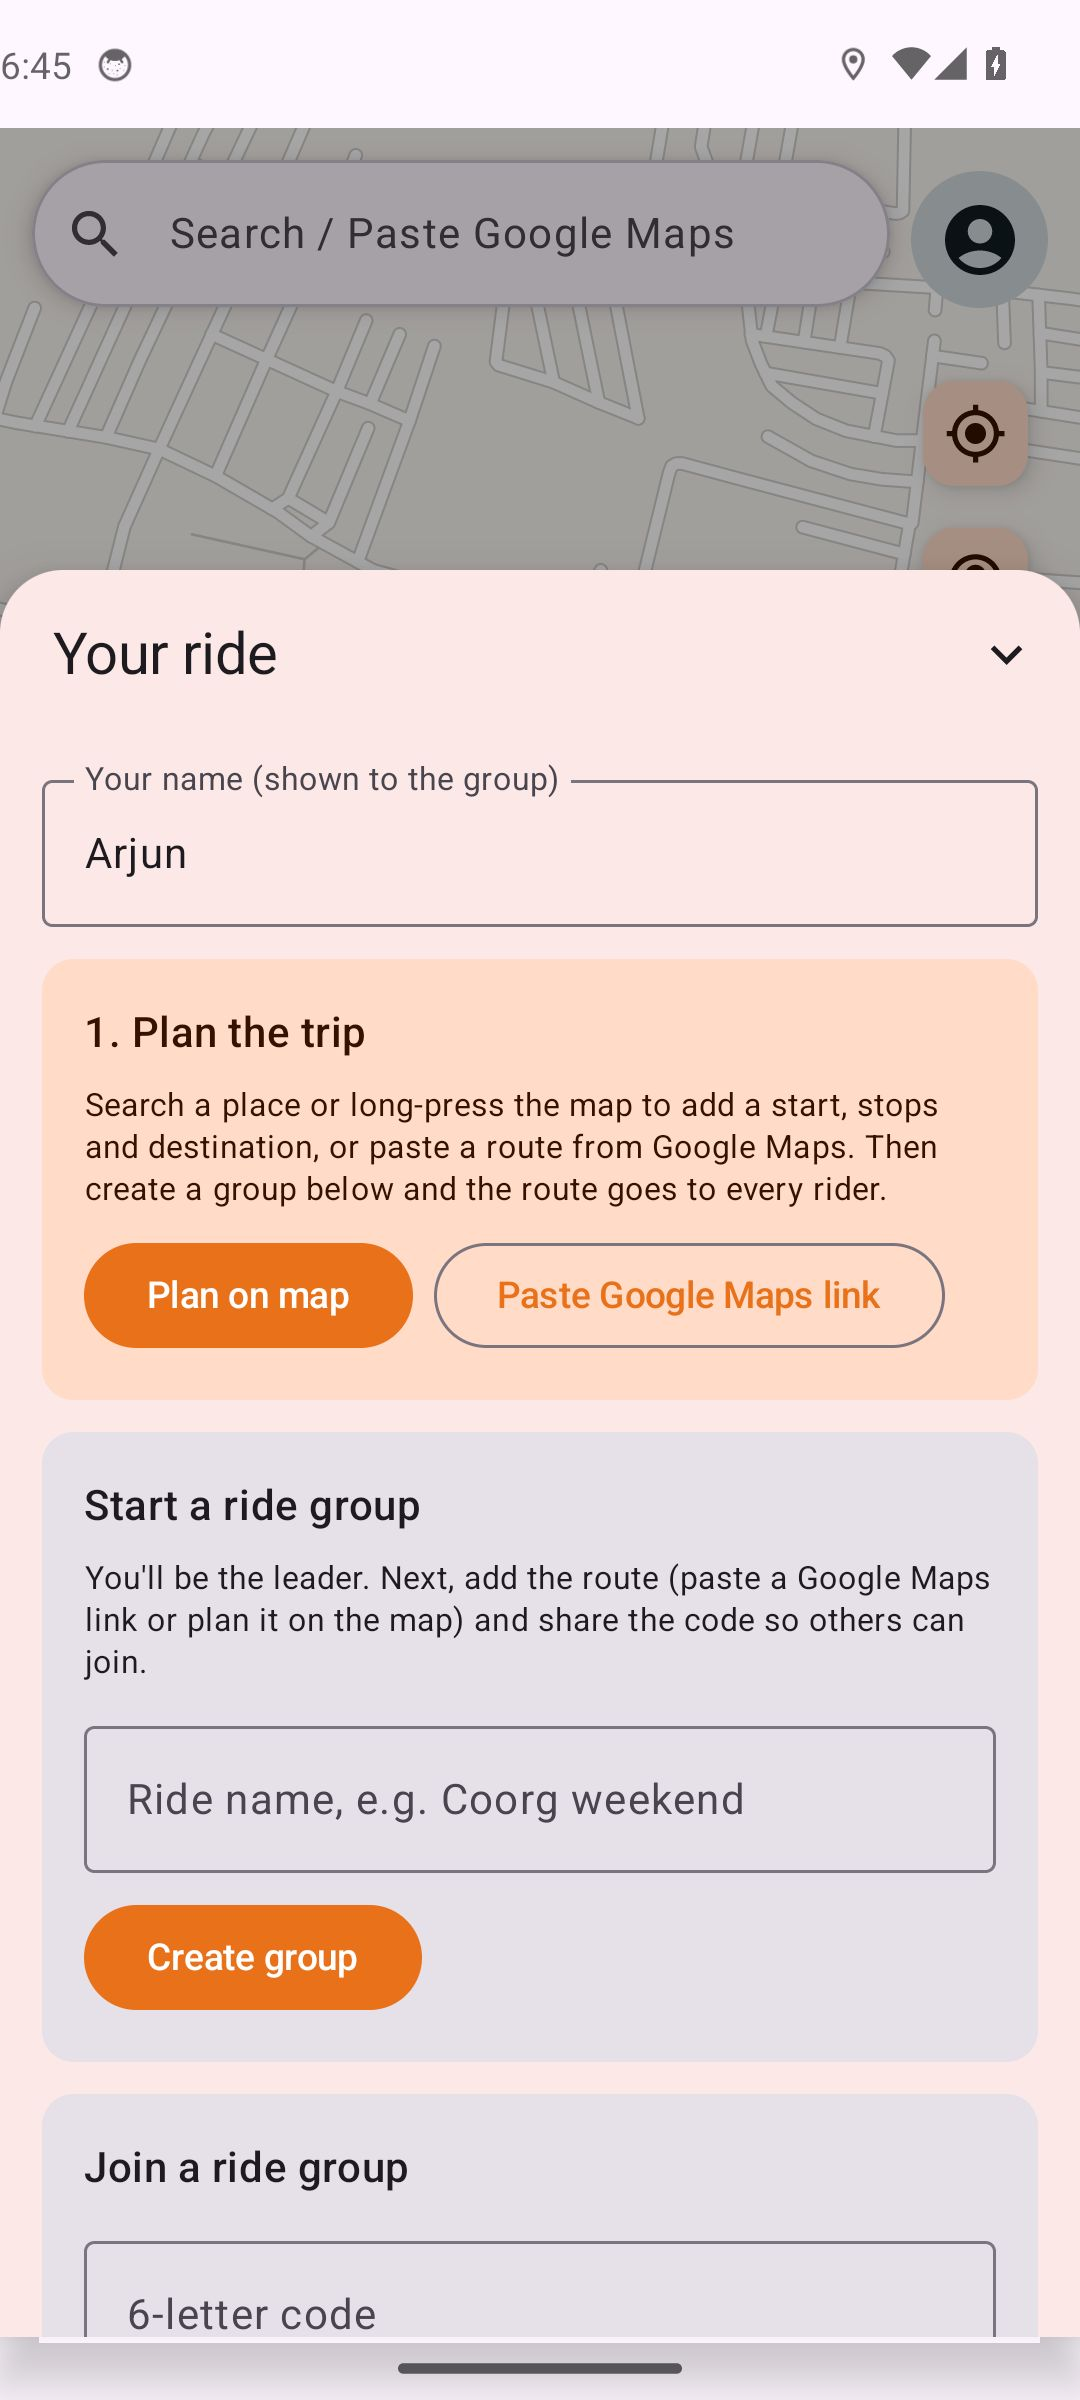 6:45
Search / Paste Google Maps
Your ride
Your name (shown to the group)
Arjun
1. Plan the trip
Search a place or long-press the map to add a start, stops
and destination, or paste a route from Google Maps. Then
create a group below and the route goes to every rider.
Plan on map
Paste Google Maps link
Start a ride group
You'll be the leader. Next, add the route (paste a Google Maps
link or plan it on the map) and share the code so others can
join.
Ride name, e.g. Coorg weekend
Create group
Join a ride group
6-letter code